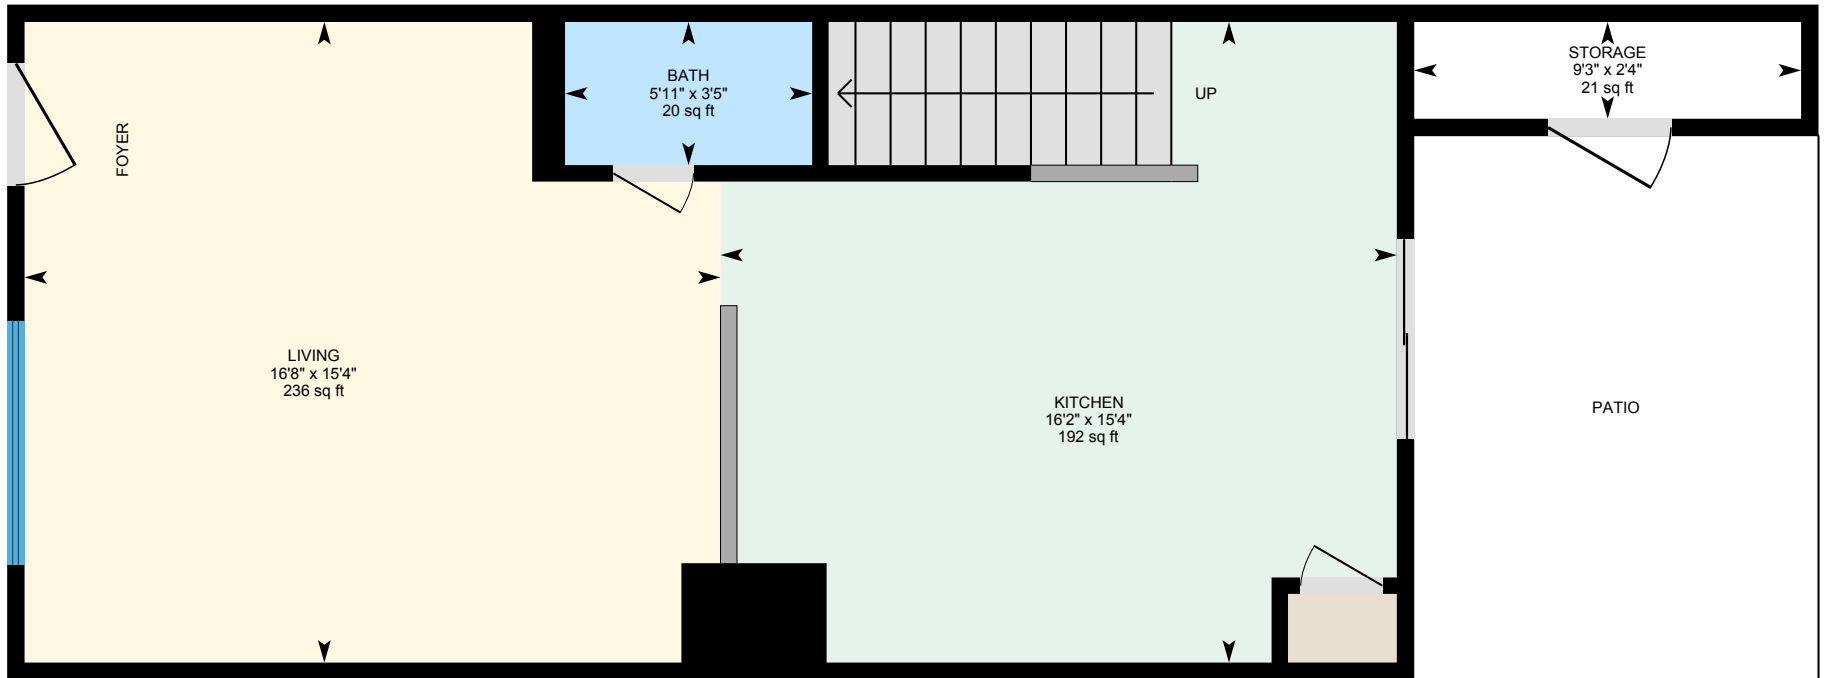 FOYER
BATH
5'11" x 3'5"
20 sq ft
UP
STORAGE
9'3" x 2'4"
21 sq ft
LIVING
16'8" x 15'4"
236 sq ft
KITCHEN
16'2" x 15'4"
192 sq ft
PATIO